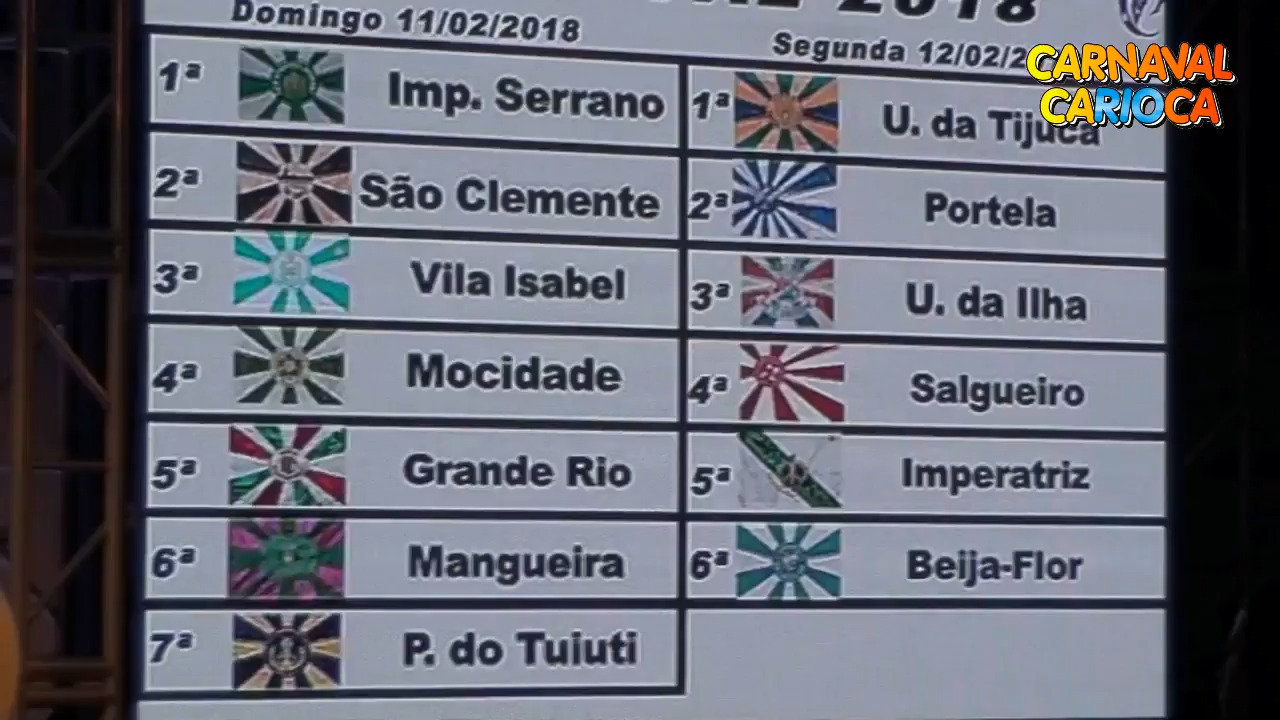 2018
Domingo 11/02/2018
Segunda 12/02/2
CARNAVAL
CARIOCA
1ª Imp. Serrano
1ª U. da Tijuca
2ª São Clemente
2ª Portela
3ª Vila Isabel
3ª U. da Ilha
4ª Mocidade
4ª Salgueiro
5ª Grande Rio
5ª Imperatriz
6ª Mangueira
6ª Beija-Flor
7ª P. do Tuiuti